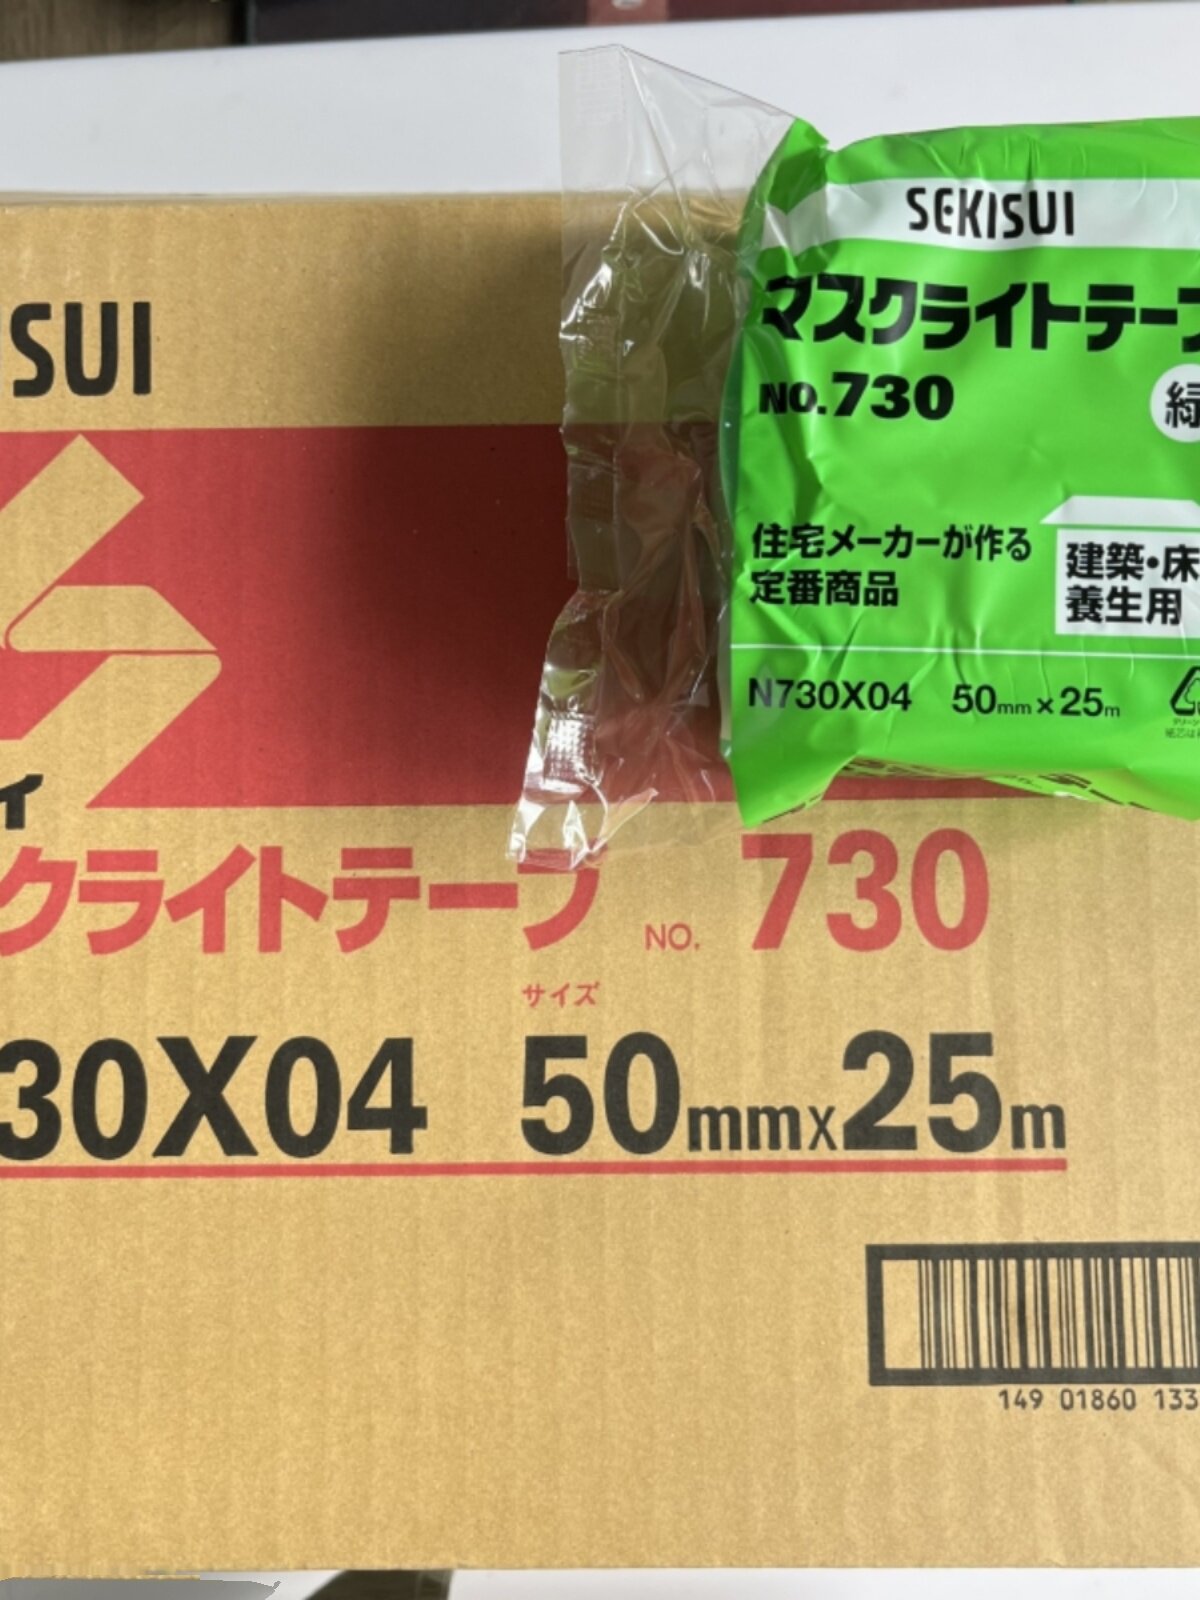 SEKISUI
マスクライトテープ
NO.730
緑
住宅メーカーが作る
定番商品
建築・床
養生用
N730X04 50mm×25m
SUI
イ
クライトテープ NO. 730
サイズ
30X04 50mmx25m
149 01860 133